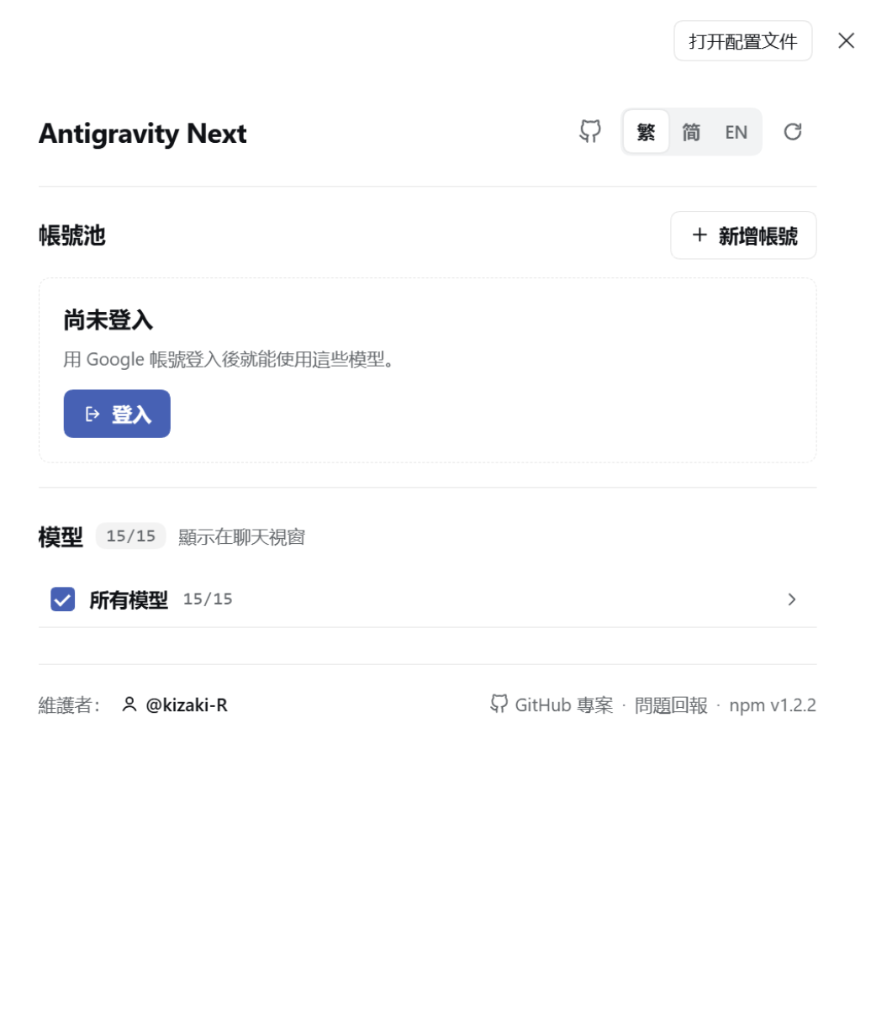 打开配置文件
Antigravity Next
繁 简 EN
帳號池
新增帳號
尚未登入
用 Google 帳號登入後就能使用這些模型。
登入
模型 15/15 顯示在聊天視窗
所有模型 15/15
維護者： @kizaki-R GitHub 專案 · 問題回報 · npm v1.2.2